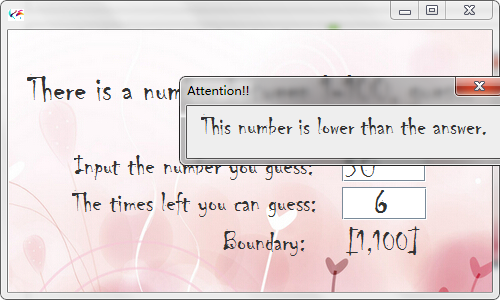 There is a num
Attention!!
This number is lower than the answer.
Input the number you guess:
The times left you can guess: 6
Boundary: [1,100]